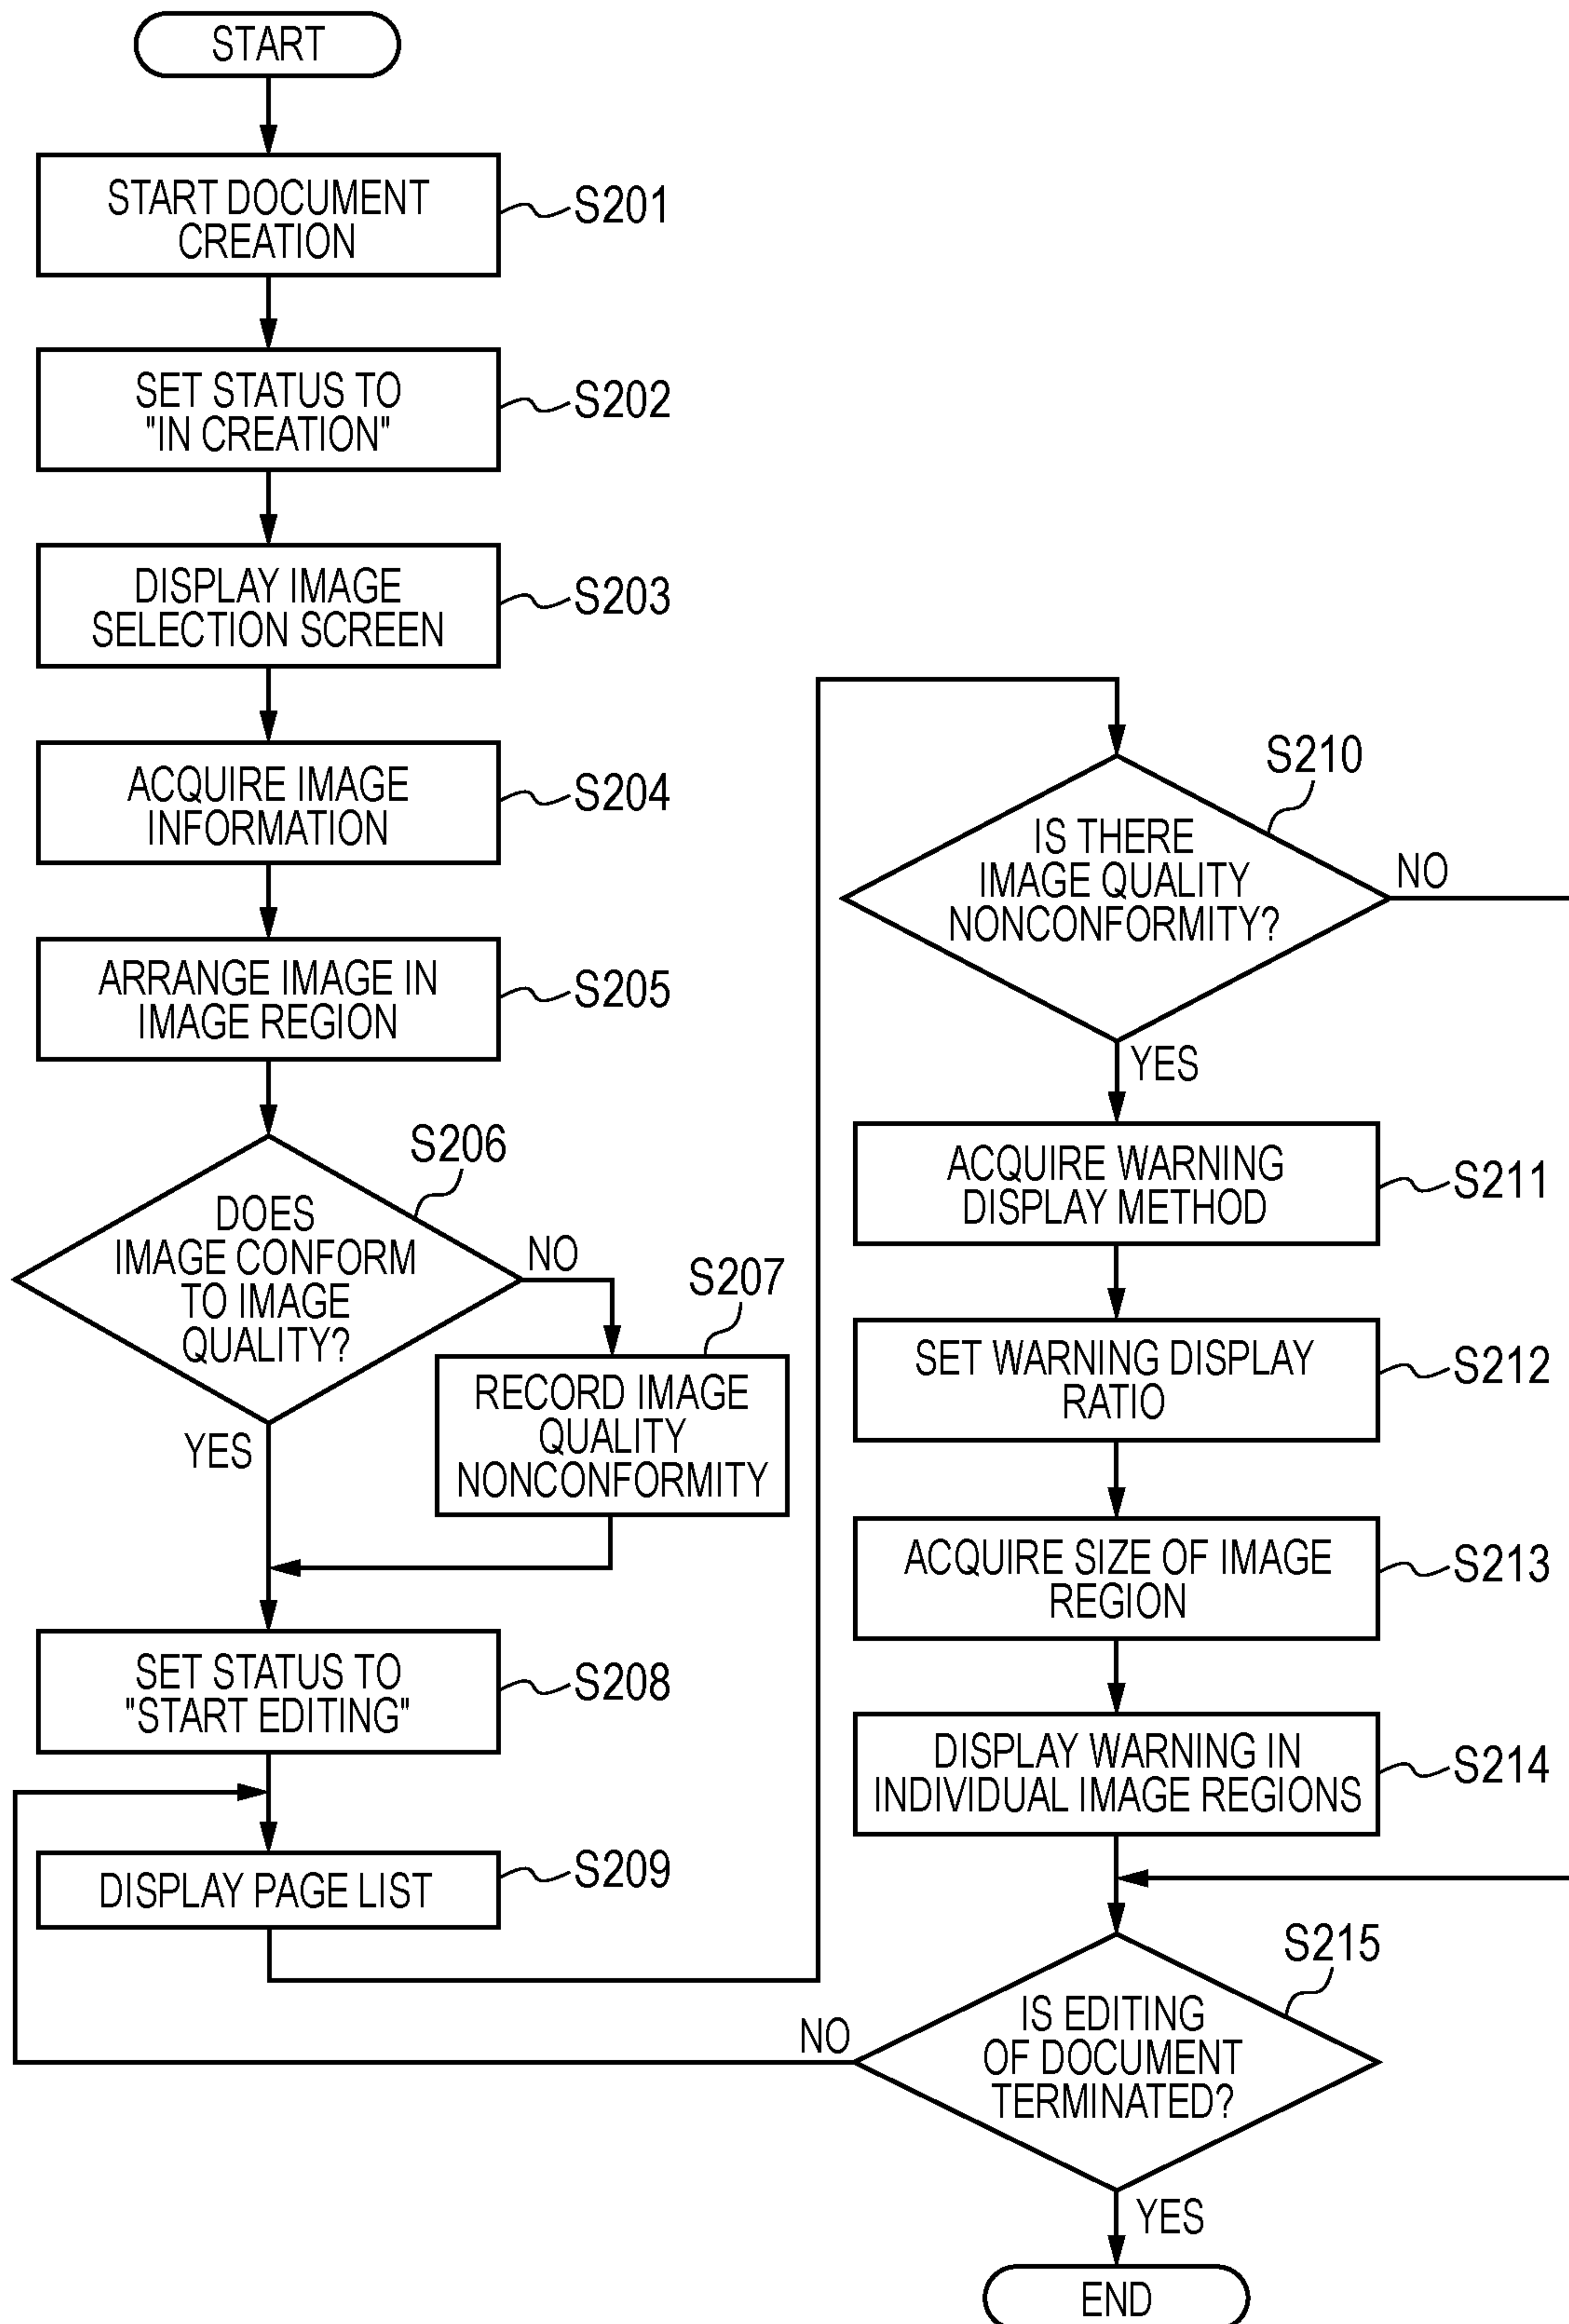 START
START DOCUMENT
CREATION
S201
SET STATUS TO
"IN CREATION"
S202
DISPLAY IMAGE
SELECTION SCREEN
S203
ACQUIRE IMAGE
INFORMATION
S204
ARRANGE IMAGE IN
IMAGE REGION
S205
S206
DOES
IMAGE CONFORM
TO IMAGE
QUALITY?
NO
YES
S207
RECORD IMAGE
QUALITY
NONCONFORMITY
SET STATUS TO
"START EDITING"
S208
DISPLAY PAGE LIST
S209
S210
IS THERE
IMAGE QUALITY
NONCONFORMITY?
NO
YES
ACQUIRE WARNING
DISPLAY METHOD
S211
SET WARNING DISPLAY
RATIO
S212
ACQUIRE SIZE OF IMAGE
REGION
S213
DISPLAY WARNING IN
INDIVIDUAL IMAGE REGIONS
S214
S215
IS EDITING
OF DOCUMENT
TERMINATED?
NO
YES
END